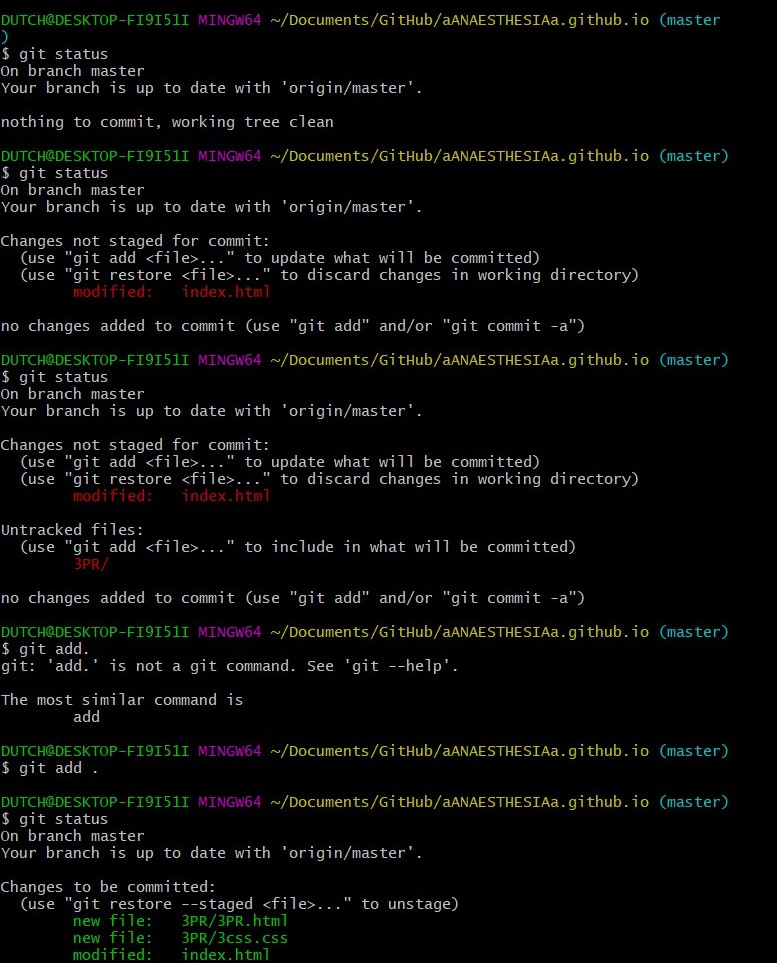 DUTCH@DESKTOP-FI9I51I MINGW64 ~/Documents/GitHub/aANAESTHESIAa.github.io (master
)
$ git status
On branch master
Your branch is up to date with 'origin/master'.
nothing to commit, working tree clean
DUTCH@DESKTOP-FI9I51I MINGW64 ~/Documents/GitHub/aANAESTHESIAa.github.io (master)
$ git status
On branch master
Your branch is up to date with 'origin/master'.
Changes not staged for commit:
  (use "git add <file>..." to update what will be committed)
  (use "git restore <file>..." to discard changes in working directory)
        modified:   index.html
no changes added to commit (use "git add" and/or "git commit -a")
DUTCH@DESKTOP-FI9I51I MINGW64 ~/Documents/GitHub/aANAESTHESIAa.github.io (master)
$ git status
On branch master
Your branch is up to date with 'origin/master'.
Changes not staged for commit:
  (use "git add <file>..." to update what will be committed)
  (use "git restore <file>..." to discard changes in working directory)
        modified:   index.html
Untracked files:
  (use "git add <file>..." to include in what will be committed)
        3PR/
no changes added to commit (use "git add" and/or "git commit -a")
DUTCH@DESKTOP-FI9I51I MINGW64 ~/Documents/GitHub/aANAESTHESIAa.github.io (master)
$ git add.
git: 'add.' is not a git command. See 'git --help'.
The most similar command is
        add
DUTCH@DESKTOP-FI9I51I MINGW64 ~/Documents/GitHub/aANAESTHESIAa.github.io (master)
$ git add .
DUTCH@DESKTOP-FI9I51I MINGW64 ~/Documents/GitHub/aANAESTHESIAa.github.io (master)
$ git status
On branch master
Your branch is up to date with 'origin/master'.
Changes to be committed:
  (use "git restore --staged <file>..." to unstage)
        new file:   3PR/3PR.html
        new file:   3PR/3css.css
        modified:   index.html